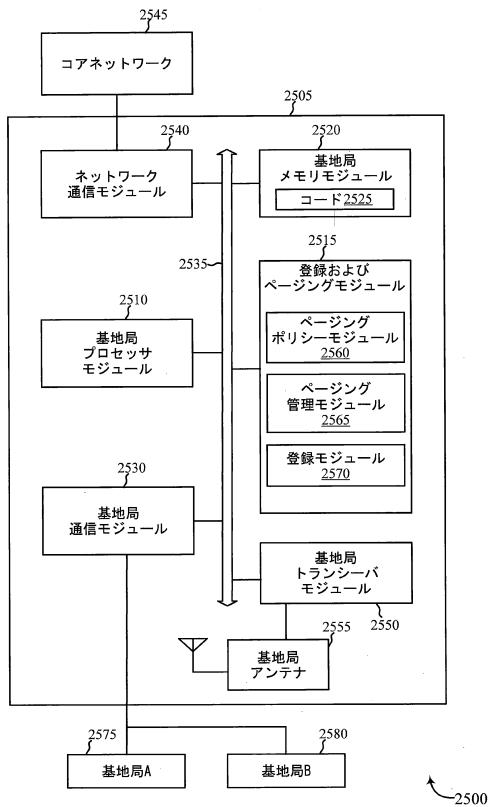 2545
コアネットワーク
2505
2540
ネットワーク
通信モジュール
2520
基地局
メモリモジュール
コード2525
2535
2515
登録および
ページングモジュール
ページング
ポリシーモジュール
2560
ページング
管理モジュール
2565
登録モジュール
2570
2510
基地局
プロセッサ
モジュール
2530
基地局
通信モジュール
基地局
トランシーバ
モジュール
2550
2555
基地局
アンテナ
2575
基地局A
2580
基地局B
2500